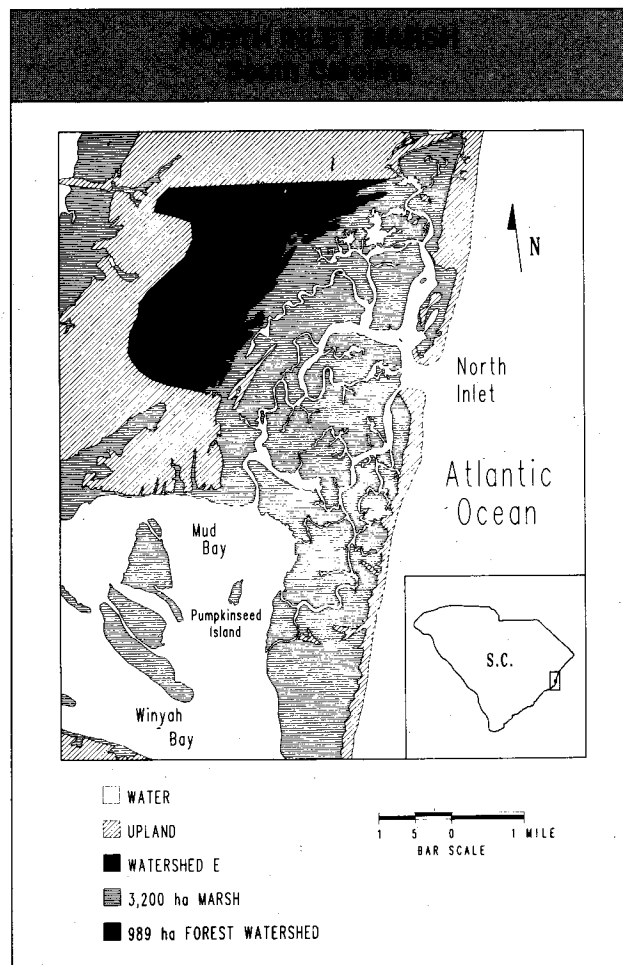 NORTH INLET MARSH
South Carolina
N
North
Inlet
Atlantic
Ocean
Mud
Bay
Pumpkinseed
Island
S.C.
Winyah
Bay
WATER
UPLAND
WATERSHED E
3,200 ha MARSH
989 ha FOREST WATERSHED
1 5 0 1 MILE
BAR SCALE